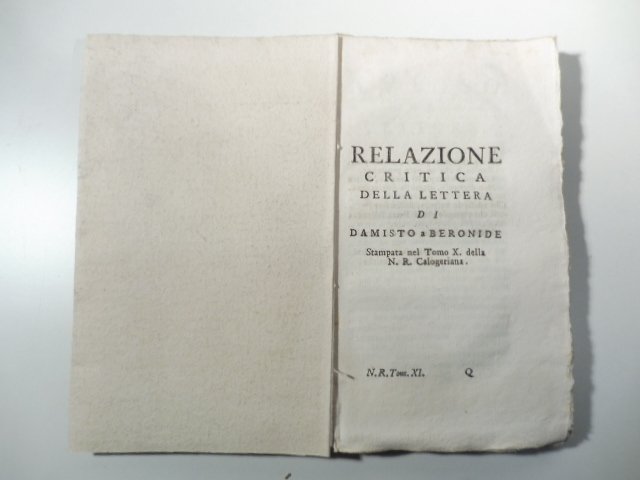 RELAZIONE
CRITICA
DELLA LETTERA
DI
DAMISTO a BERONIDE
Stampata nel Tomo X. della
N. R. Calogeriana.
N. R. Tom. XI. Q